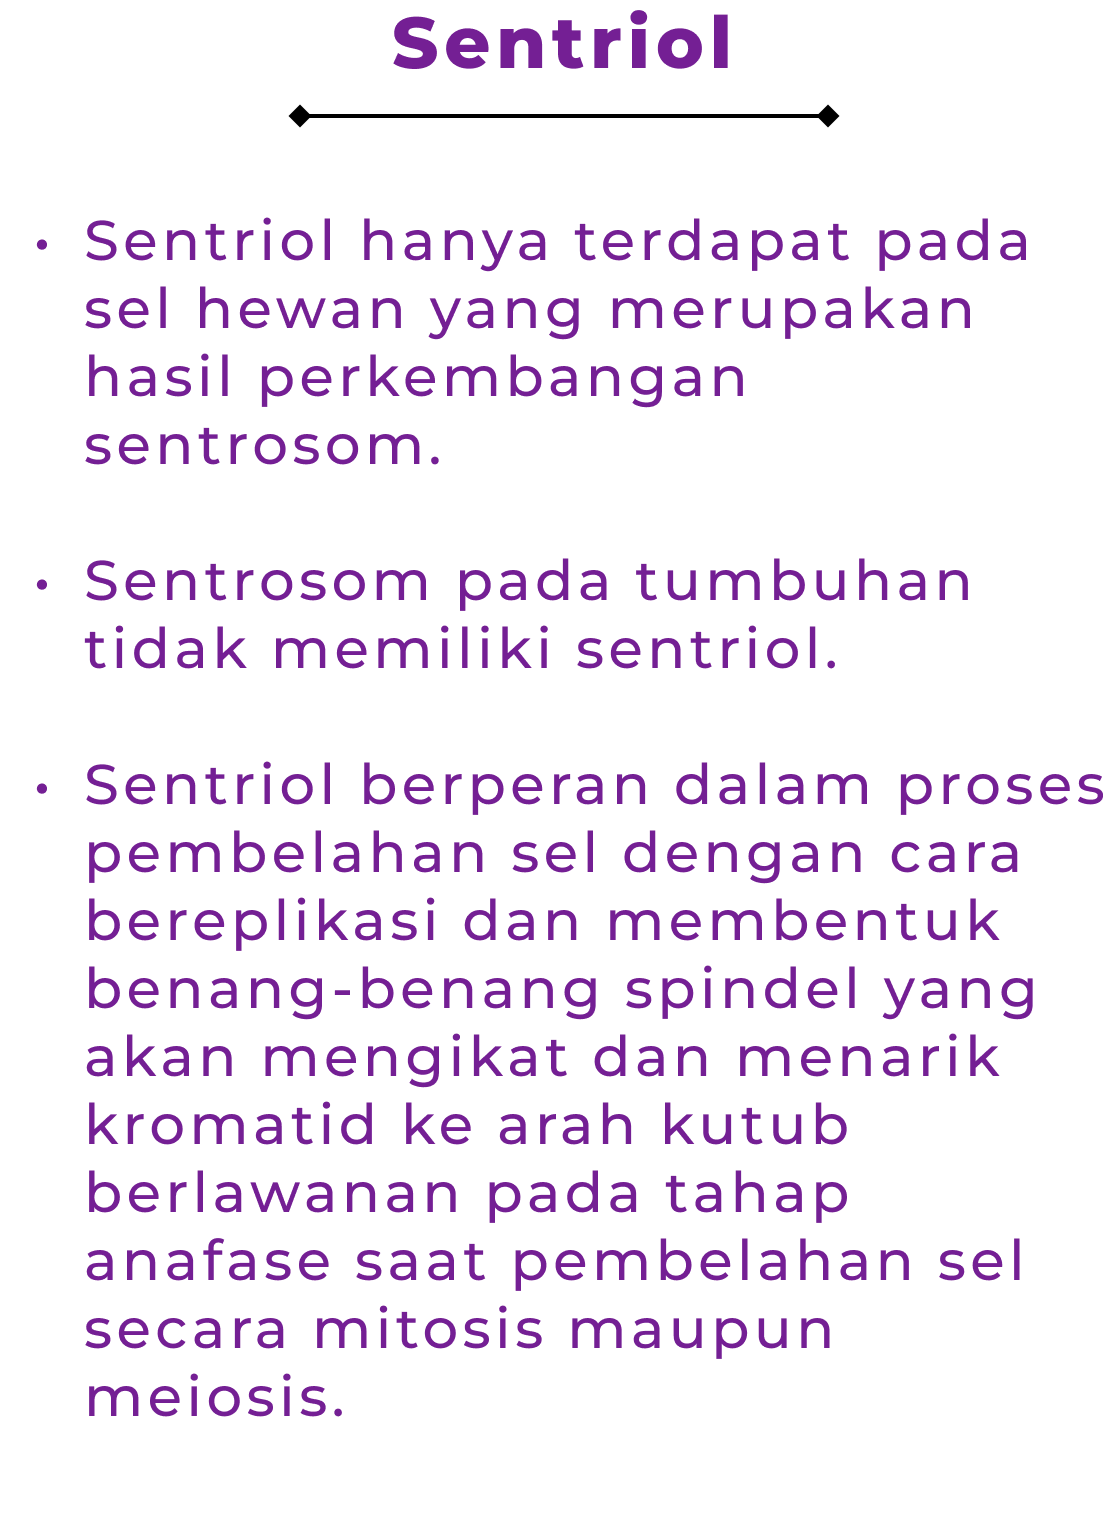 Sentriol
• Sentriol hanya terdapat pada
sel hewan yang merupakan
hasil perkembangan
sentrosom.
• Sentrosom pada tumbuhan
tidak memiliki sentriol.
• Sentriol berperan dalam proses
pembelahan sel dengan cara
bereplikasi dan membentuk
benang-benang spindel yang
akan mengikat dan menarik
kromatid ke arah kutub
berlawanan pada tahap
anafase saat pembelahan sel
secara mitosis maupun
meiosis.